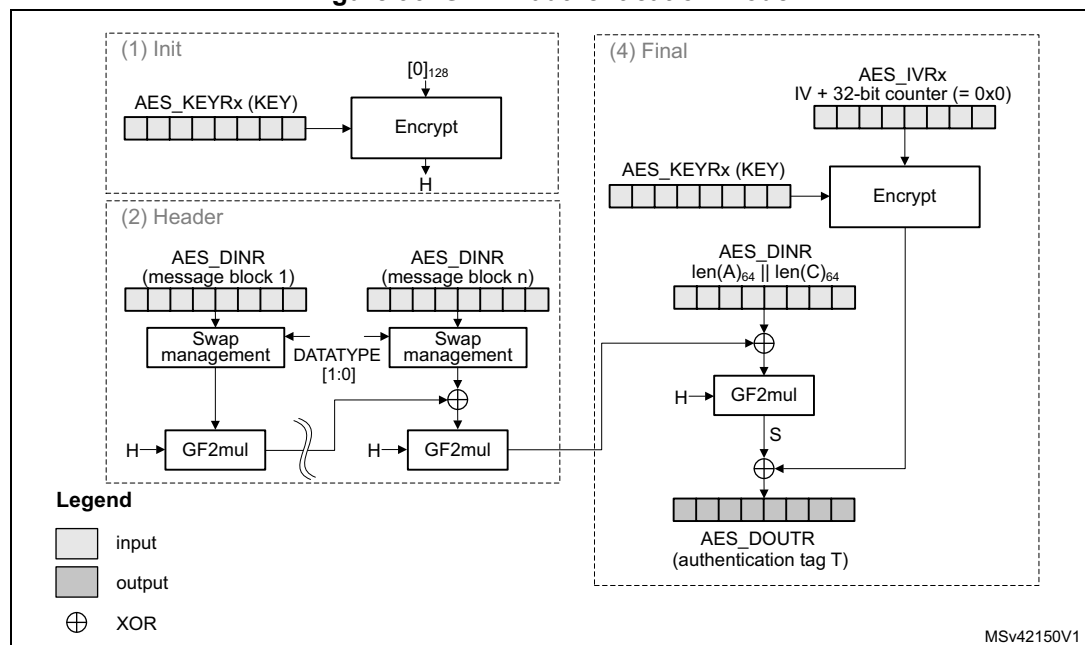 (1) Init
[0]128
AES_KEYRx (KEY)
Encrypt
H
(2) Header
AES_DINR
(message block 1)
AES_DINR
(message block n)
Swap
management
DATATYPE
[1:0]
Swap
management
H
GF2mul
H
GF2mul
(4) Final
AES_IVRx
IV + 32-bit counter (= 0x0)
AES_KEYRx (KEY)
Encrypt
AES_DINR
len(A)64 || len(C)64
H
GF2mul
S
AES_DOUTR
(authentication tag T)
Legend
input
output
XOR
MSv42150V1